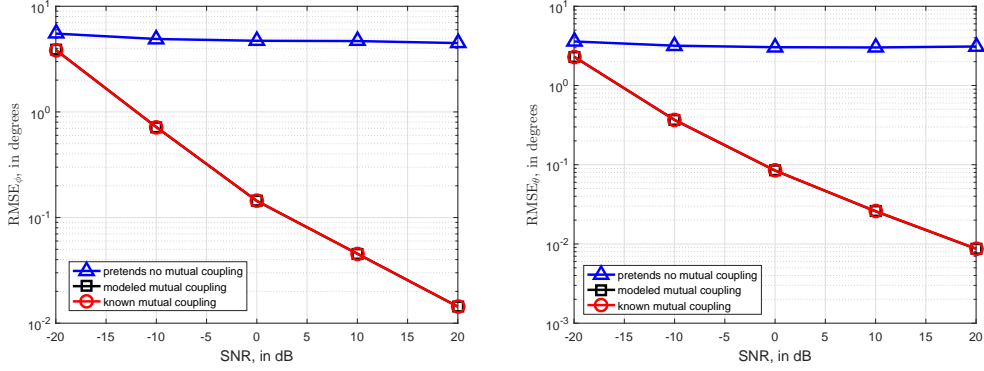 10^1
10^0
10^-1
10^-2
RMSE_ϕ, in degrees
-20 -15 -10 -5 0 5 10 15 20
SNR, in dB
pretends no mutual coupling
modeled mutual coupling
known mutual coupling
10^1
10^0
10^-1
10^-2
10^-3
RMSE_θ, in degrees
-20 -15 -10 -5 0 5 10 15 20
SNR, in dB
pretends no mutual coupling
modeled mutual coupling
known mutual coupling